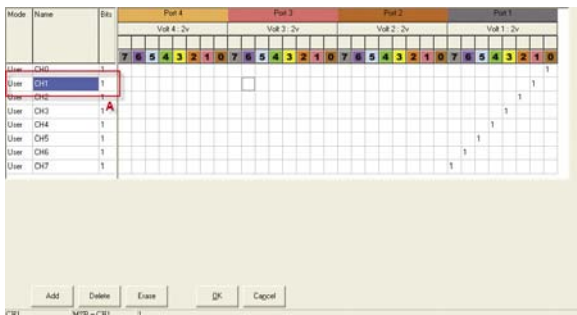 Mode Name Bits Port 4 Port 3 Port 2 Port 1
Volt 4 : 2v Volt 3 : 2v Volt 2 : 2v Volt 1 : 2v
7 6 5 4 3 2 1 0 7 6 5 4 3 2 1 0 7 6 5 4 3 2 1 0 7 6 5 4 3 2 1 0
User CH0 1 1
User CH1 1 1
User CH2 1 1
A
User CH3 1 1
User CH4 1 1
User CH5 1 1
User CH6 1 1
User CH7 1 1
Add Delete Erase OK Cancel
CH1